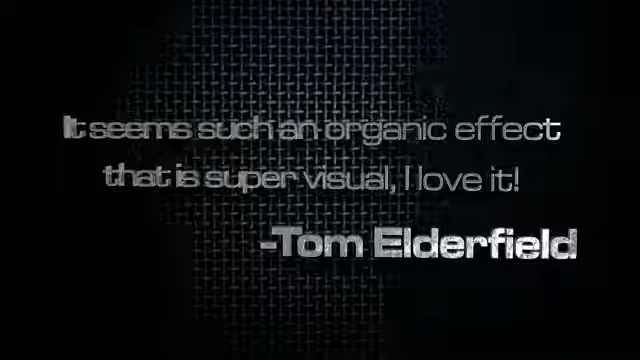 It seems such an organic effect
that is super visual, I love it!
-Tom Elderfield